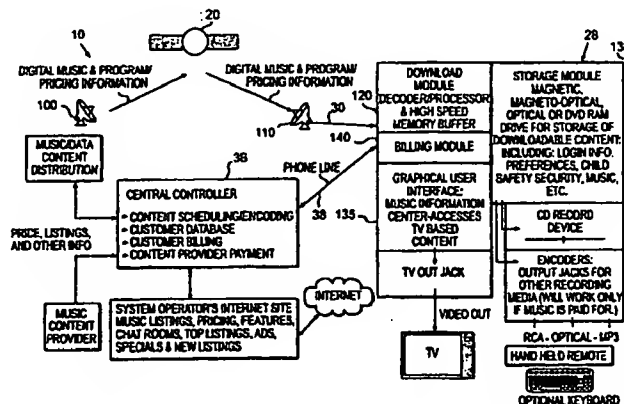 20
10
28
13
DIGITAL MUSIC & PROGRAM/
PRICING INFORMATION
DIGITAL MUSIC & PROGRAM/
PRICING INFORMATION
100
120
30
110
140
MUSIC/DATA
CONTENT
DISTRIBUTION
38
PHONE LINE
38
135
CENTRAL CONTROLLER
CONTENT SCHEDULING/ENCODING
CUSTOMER DATABASE
CUSTOMER BILLING
CONTENT PROVIDER PAYMENT
PRICE, LISTINGS,
AND OTHER INFO
MUSIC CONTENT
PROVIDER
SYSTEM OPERATOR'S INTERNET SITE
MUSIC LISTINGS, PRICING, FEATURES,
CHAT ROOMS, TOP LISTINGS, ADS,
SPECIALS & NEW LISTINGS
INTERNET
DOWNLOAD
MODULE
DECODER/PROCESSOR
& HIGH SPEED
MEMORY BUFFER
BILLING MODULE
GRAPHICAL USER
INTERFACE:
MUSIC INFORMATION
CENTER-ACCESSES
TV BASED
CONTENT
TV OUT JACK
VIDEO OUT
TV
STORAGE MODULE
MAGNETIC,
MAGNETO-OPTICAL,
OPTICAL OR DVD RAM
DRIVE FOR STORAGE OF
DOWNLOADABLE CONTENT:
INCLUDING: LOGIN INFO.
PREFERENCES, CHILD
SAFETY SECURITY, MUSIC,
ETC.
CD RECORD
DEVICE
ENCODERS:
OUTPUT JACKS FOR
OTHER RECORDING
MEDIA (WILL WORK ONLY
IF MUSIC IS PAID FOR.)
RCA - OPTICAL - MP3
HAND HELD REMOTE
OPTIONAL KEYBOARD